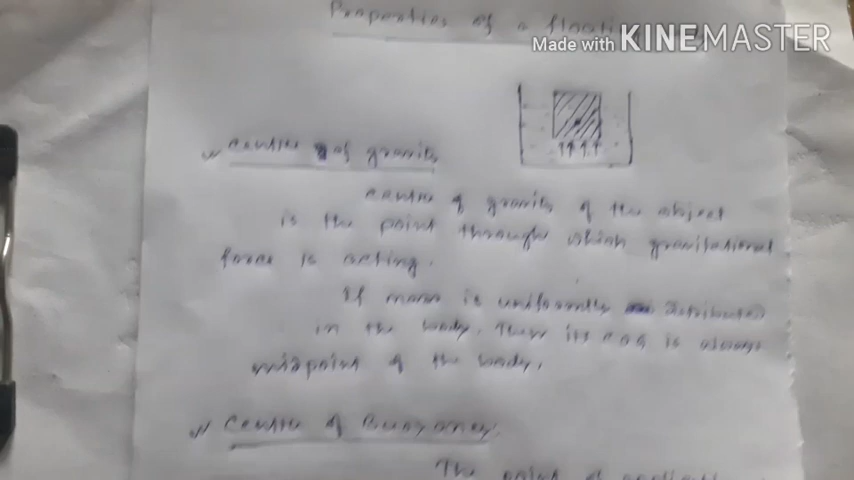 Properties of a floating
Made with KINEMASTER
Centre of gravity
Centre of gravity of the object
is the point through which gravitational
force is acting.
If mass is uniformly distributed
in the body. Then its COG is always
midpoint of the body.
Centre of Buoyancy
The point of